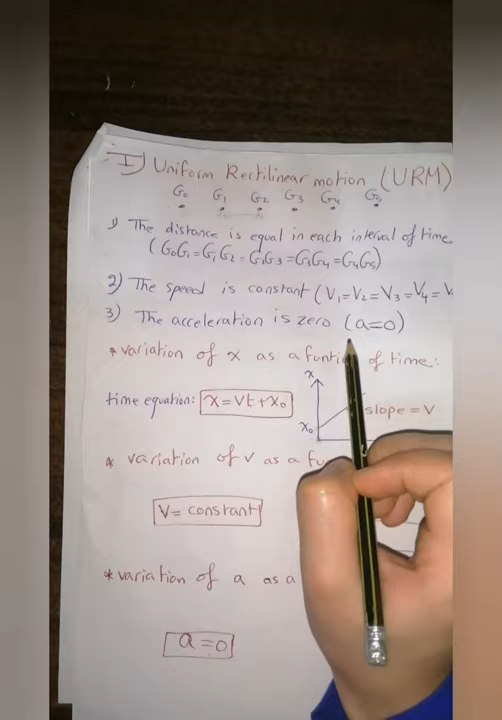 I) Uniform Rectilinear motion (URM)
G₀ G₁ G₂ G₃ G₄ G₅
1) The distance is equal in each interval of time
(G₀G₁=G₁G₂=G₂G₃=G₃G₄=G₄G₅)
2) The speed is constant (V₁=V₂=V₃=V₄=V
3) The acceleration is zero (a=0)
*variation of x as a funti of time:
time equation: x=Vt+x₀
x
x₀
slope = V
* variation of v as a fu
V= constant
*variation of a as a
a=0